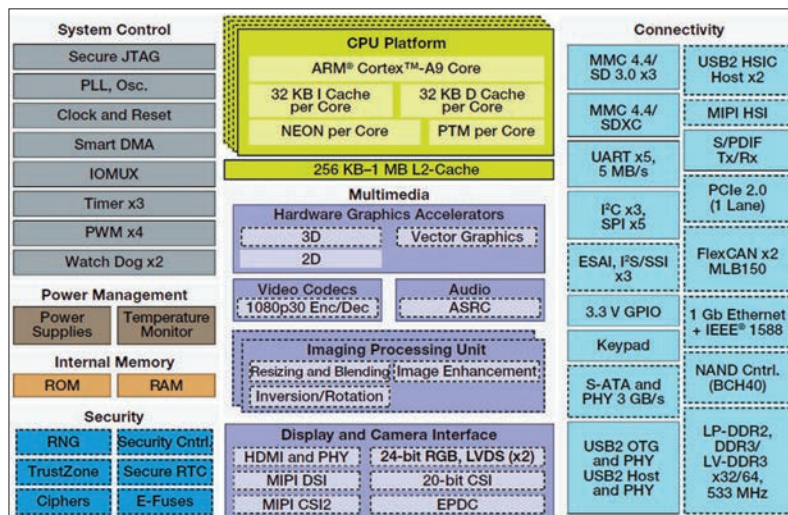 System Control
Secure JTAG
PLL, Osc.
Clock and Reset
Smart DMA
IOMUX
Timer x3
PWM x4
Watch Dog x2
Power Management
Power
Supplies
Temperature
Monitor
Internal Memory
ROM
RAM
Security
RNG
Security Cntrl.
TrustZone
Secure RTC
Ciphers
E-Fuses
CPU Platform
ARM® Cortex™-A9 Core
32 KB I Cache
per Core
32 KB D Cache
per Core
NEON per Core
PTM per Core
256 KB–1 MB L2-Cache
Multimedia
Hardware Graphics Accelerators
3D
Vector Graphics
2D
Video Codecs
1080p30 Enc/Dec
Audio
ASRC
Imaging Processing Unit
Resizing and Blending
Image Enhancement
Inversion/Rotation
Display and Camera Interface
HDMI and PHY
24-bit RGB, LVDS (x2)
MIPI DSI
20-bit CSI
MIPI CSI2
EPDC
Connectivity
MMC 4.4/
SD 3.0 x3
MMC 4.4/
SDXC
UART x5,
5 MB/s
I²C x3,
SPI x5
ESAI, I²S/SSI
x3
3.3 V GPIO
Keypad
S-ATA and
PHY 3 GB/s
USB2 OTG
and PHY
USB2 Host
and PHY
USB2 HSIC
Host x2
MIPI HSI
S/PDIF
Tx/Rx
PCIe 2.0
(1 Lane)
FlexCAN x2
MLB150
1 Gb Ethernet
+ IEEE® 1588
NAND Cntrl.
(BCH40)
LP-DDR2,
DDR3/
LV-DDR3
x32/64,
533 MHz